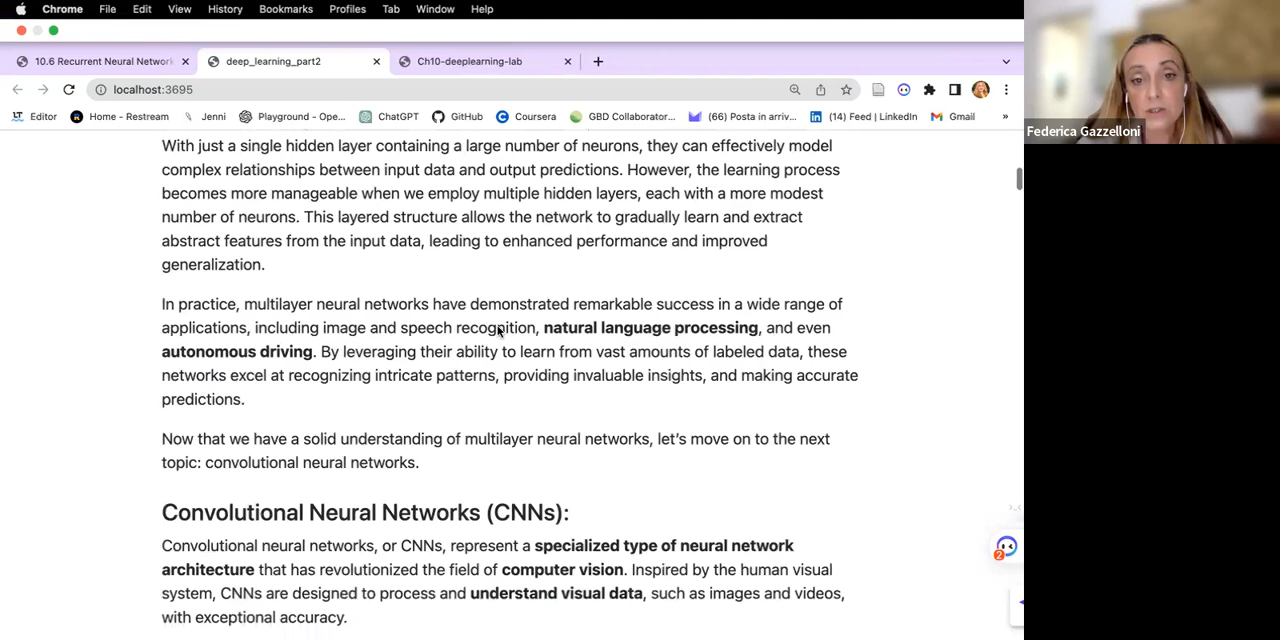 Chrome File Edit View History Bookmarks Profiles Tab Window Help
10.6 Recurrent Neural Network deep_learning_part2 Ch10-deeplearning-lab
localhost:3695
Editor Home - Restream Jenni Playground - Ope... ChatGPT GitHub Coursera GBD Collaborator... (66) Posta in arriv... (14) Feed | LinkedIn Gmail »
Federica Gazzelloni
With just a single hidden layer containing a large number of neurons, they can effectively model
complex relationships between input data and output predictions. However, the learning process
becomes more manageable when we employ multiple hidden layers, each with a more modest
number of neurons. This layered structure allows the network to gradually learn and extract
abstract features from the input data, leading to enhanced performance and improved
generalization.
In practice, multilayer neural networks have demonstrated remarkable success in a wide range of
applications, including image and speech recognition, natural language processing, and even
autonomous driving. By leveraging their ability to learn from vast amounts of labeled data, these
networks excel at recognizing intricate patterns, providing invaluable insights, and making accurate
predictions.
Now that we have a solid understanding of multilayer neural networks, let's move on to the next
topic: convolutional neural networks.
Convolutional Neural Networks (CNNs):
Convolutional neural networks, or CNNs, represent a specialized type of neural network
architecture that has revolutionized the field of computer vision. Inspired by the human visual
system, CNNs are designed to process and understand visual data, such as images and videos,
with exceptional accuracy.
2